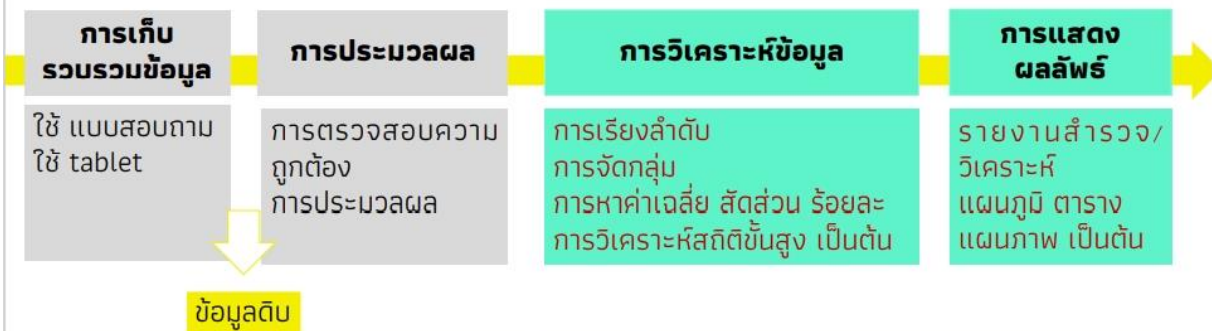 การเก็บ
รวบรวมข้อมูล
ใช้ แบบสอบถาม
ใช้ tablet
การประมวลผล
การตรวจสอบความ
ถูกต้อง
การประมวลผล
การวิเคราะห์ข้อมูล
การเรียงลำดับ
การจัดกลุ่ม
การหาค่าเฉลี่ย สัดส่วน ร้อยละ
การวิเคราะห์สถิติขั้นสูง เป็นต้น
การแสดง
ผลลัพธ์
รายงานสำรวจ/
วิเคราะห์
แผนภูมิ ตาราง
แผนภาพ เป็นต้น
ข้อมูลดิบ